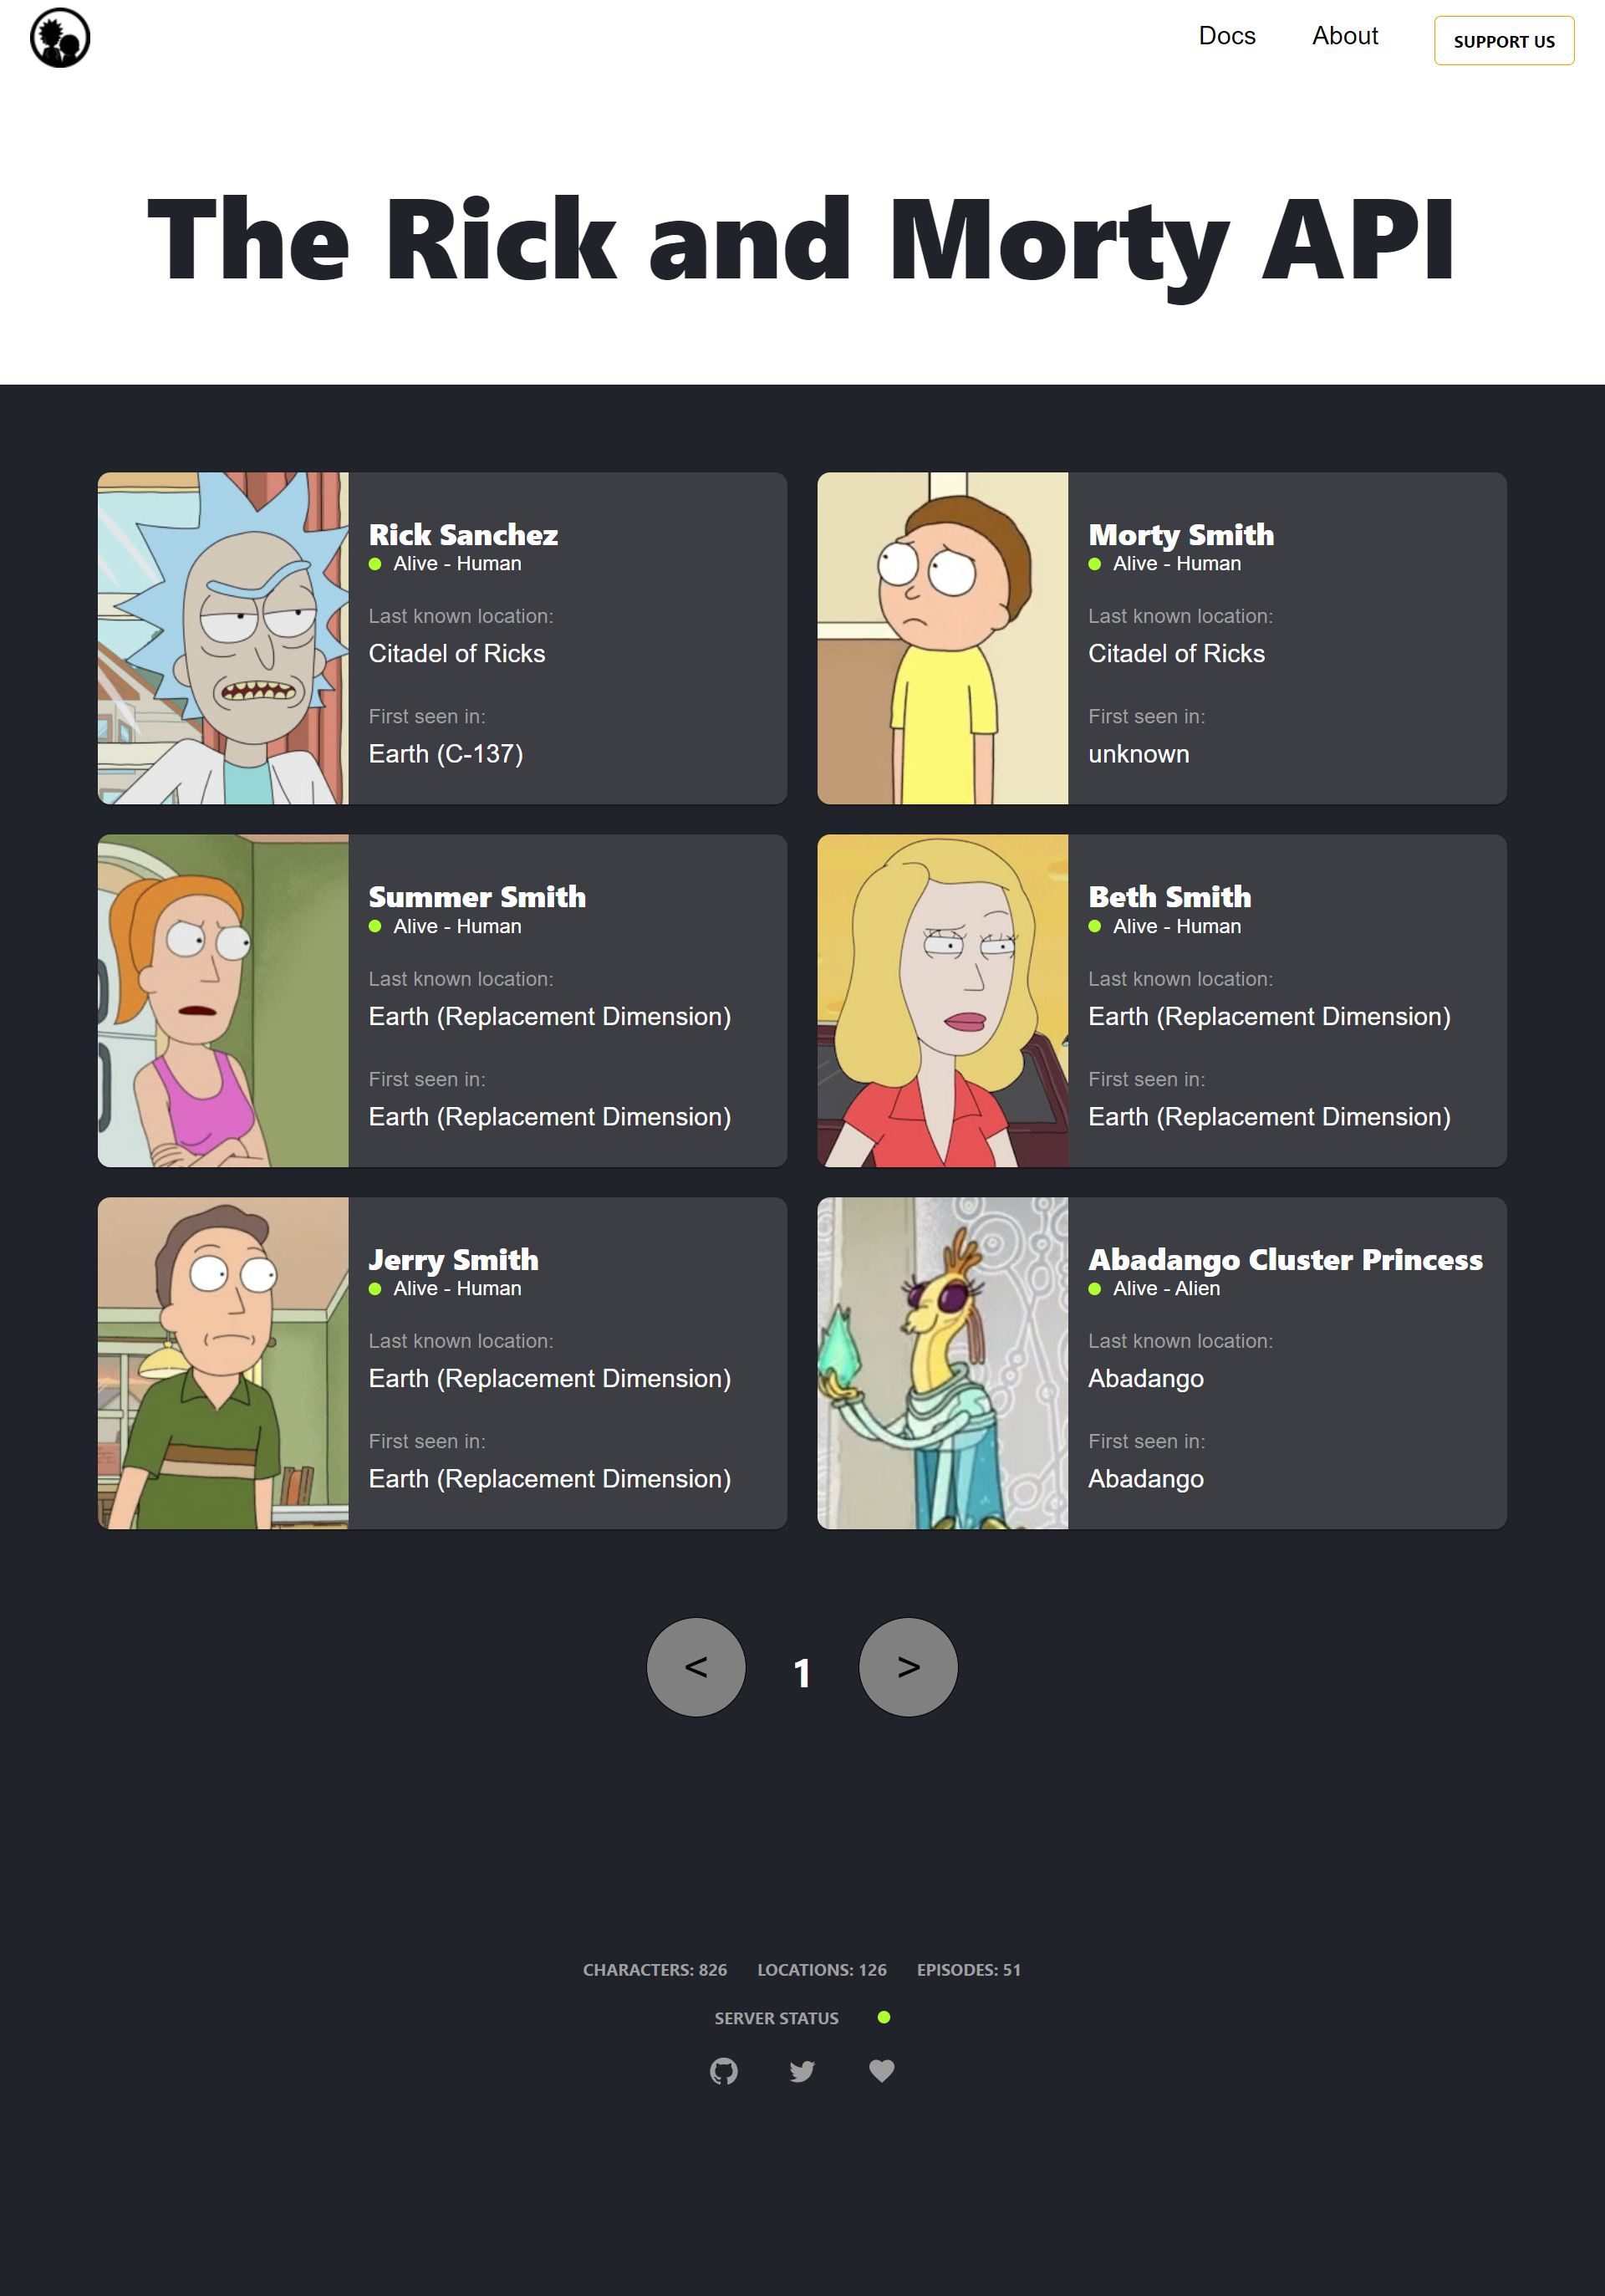 Docs About SUPPORT US
The Rick and Morty API
Rick Sanchez
Alive - Human
Last known location:
Citadel of Ricks
First seen in:
Earth (C-137)
Morty Smith
Alive - Human
Last known location:
Citadel of Ricks
First seen in:
unknown
Summer Smith
Alive - Human
Last known location:
Earth (Replacement Dimension)
First seen in:
Earth (Replacement Dimension)
Beth Smith
Alive - Human
Last known location:
Earth (Replacement Dimension)
First seen in:
Earth (Replacement Dimension)
Jerry Smith
Alive - Human
Last known location:
Earth (Replacement Dimension)
First seen in:
Earth (Replacement Dimension)
Abadango Cluster Princess
Alive - Alien
Last known location:
Abadango
First seen in:
Abadango
< 1 >
CHARACTERS: 826 LOCATIONS: 126 EPISODES: 51
SERVER STATUS